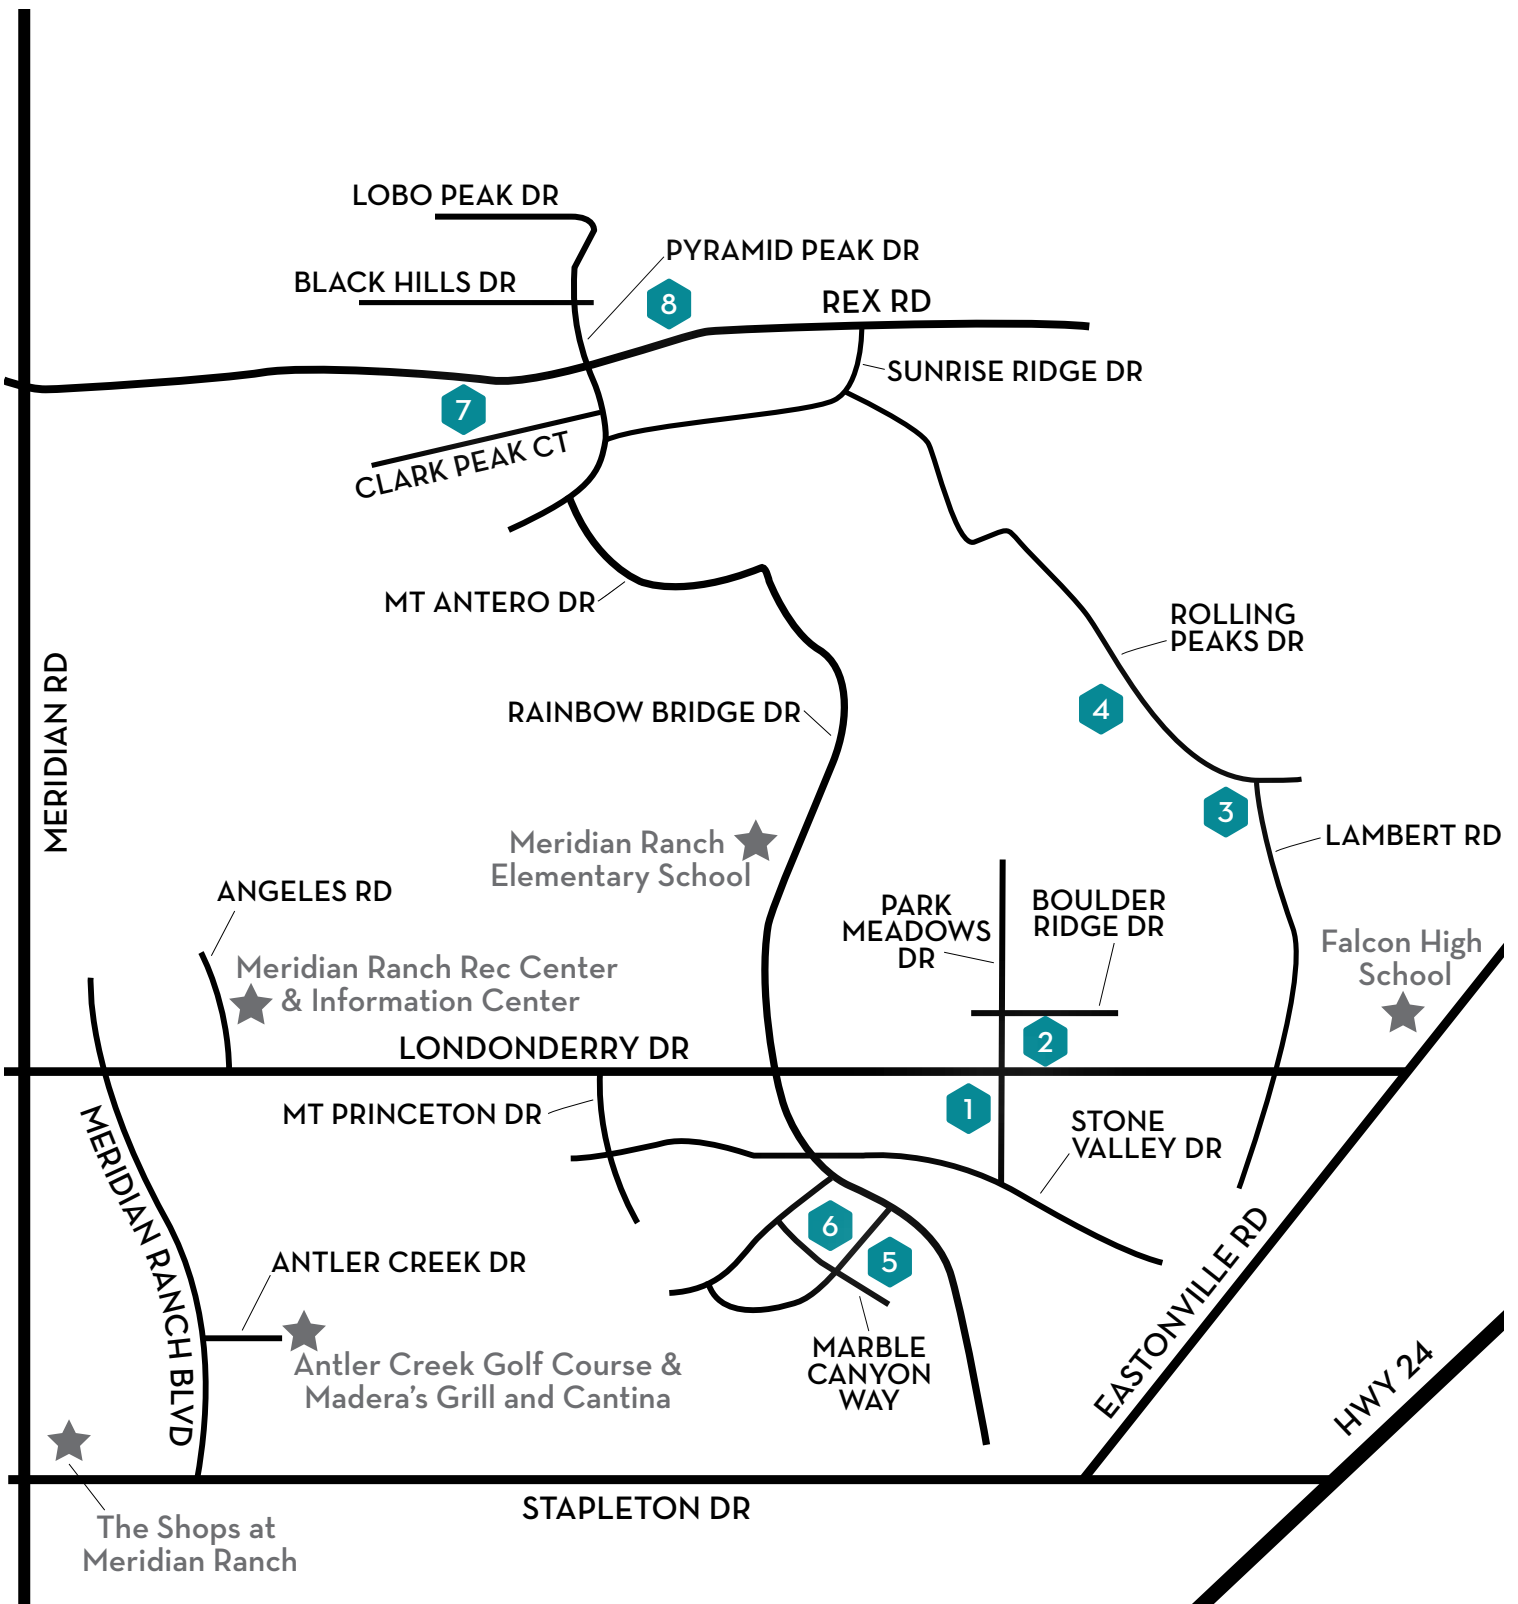 LOBO PEAK DR
PYRAMID PEAK DR
BLACK HILLS DR
8
REX RD
SUNRISE RIDGE DR
7
CLARK PEAK CT
MT ANTERO DR
ROLLING
PEAKS DR
MERIDIAN RD
RAINBOW BRIDGE DR
4
3
Meridian Ranch
Elementary School
LAMBERT RD
ANGELES RD
PARK
MEADOWS
DR
BOULDER
RIDGE DR
Falcon High
School
Meridian Ranch Rec Center
& Information Center
2
LONDONDERRY DR
MT PRINCETON DR
1
STONE
VALLEY DR
MERIDIAN RANCH BLVD
6
5
ANTLER CREEK DR
EASTONVILLE RD
MARBLE
CANYON
WAY
Antler Creek Golf Course &
Madera's Grill and Cantina
HWY 24
STAPLETON DR
The Shops at
Meridian Ranch